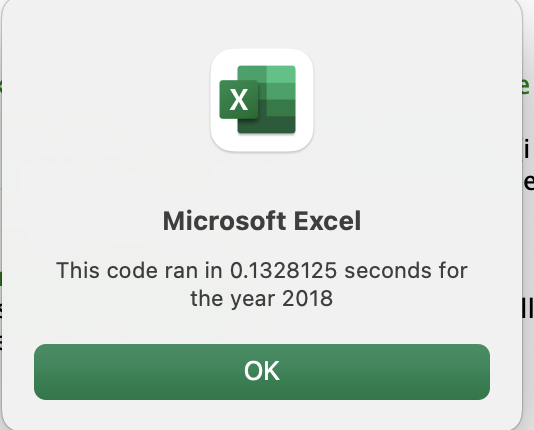 X
Microsoft Excel
This code ran in 0.1328125 seconds for
the year 2018
OK